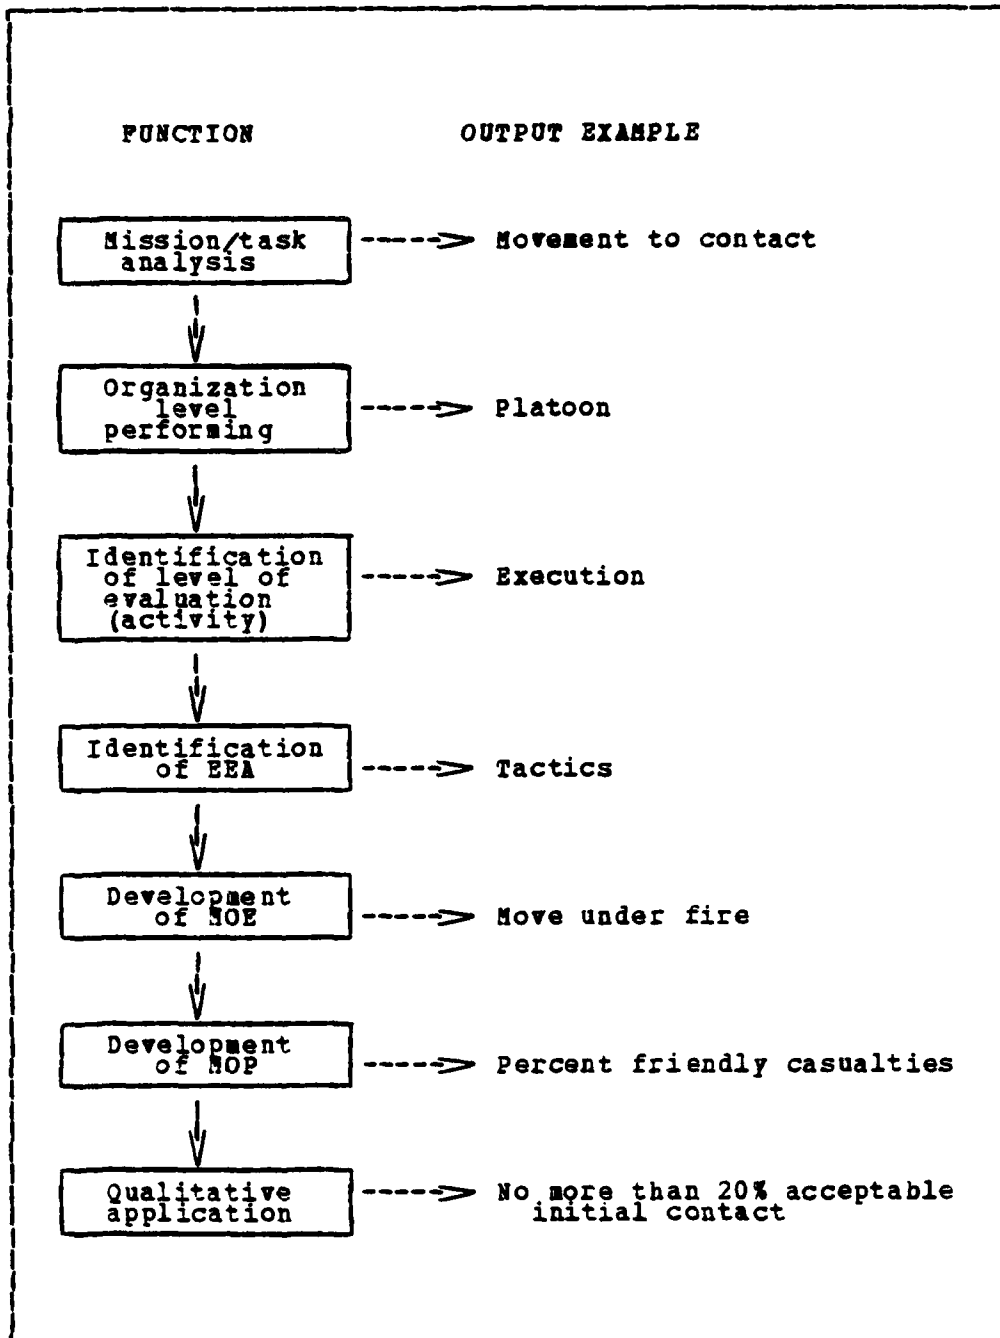 FUNCTION OUTPUT EXAMPLE
Mission/task
analysis
Movement to contact
Organization
level
performing
Platoon
Identification
of level of
evaluation
(activity)
Execution
Identification
of EEA
Tactics
Development
of MOE
Move under fire
Development
of MOP
Percent friendly casualties
Qualitative
application
No more than 20% acceptable
initial contact